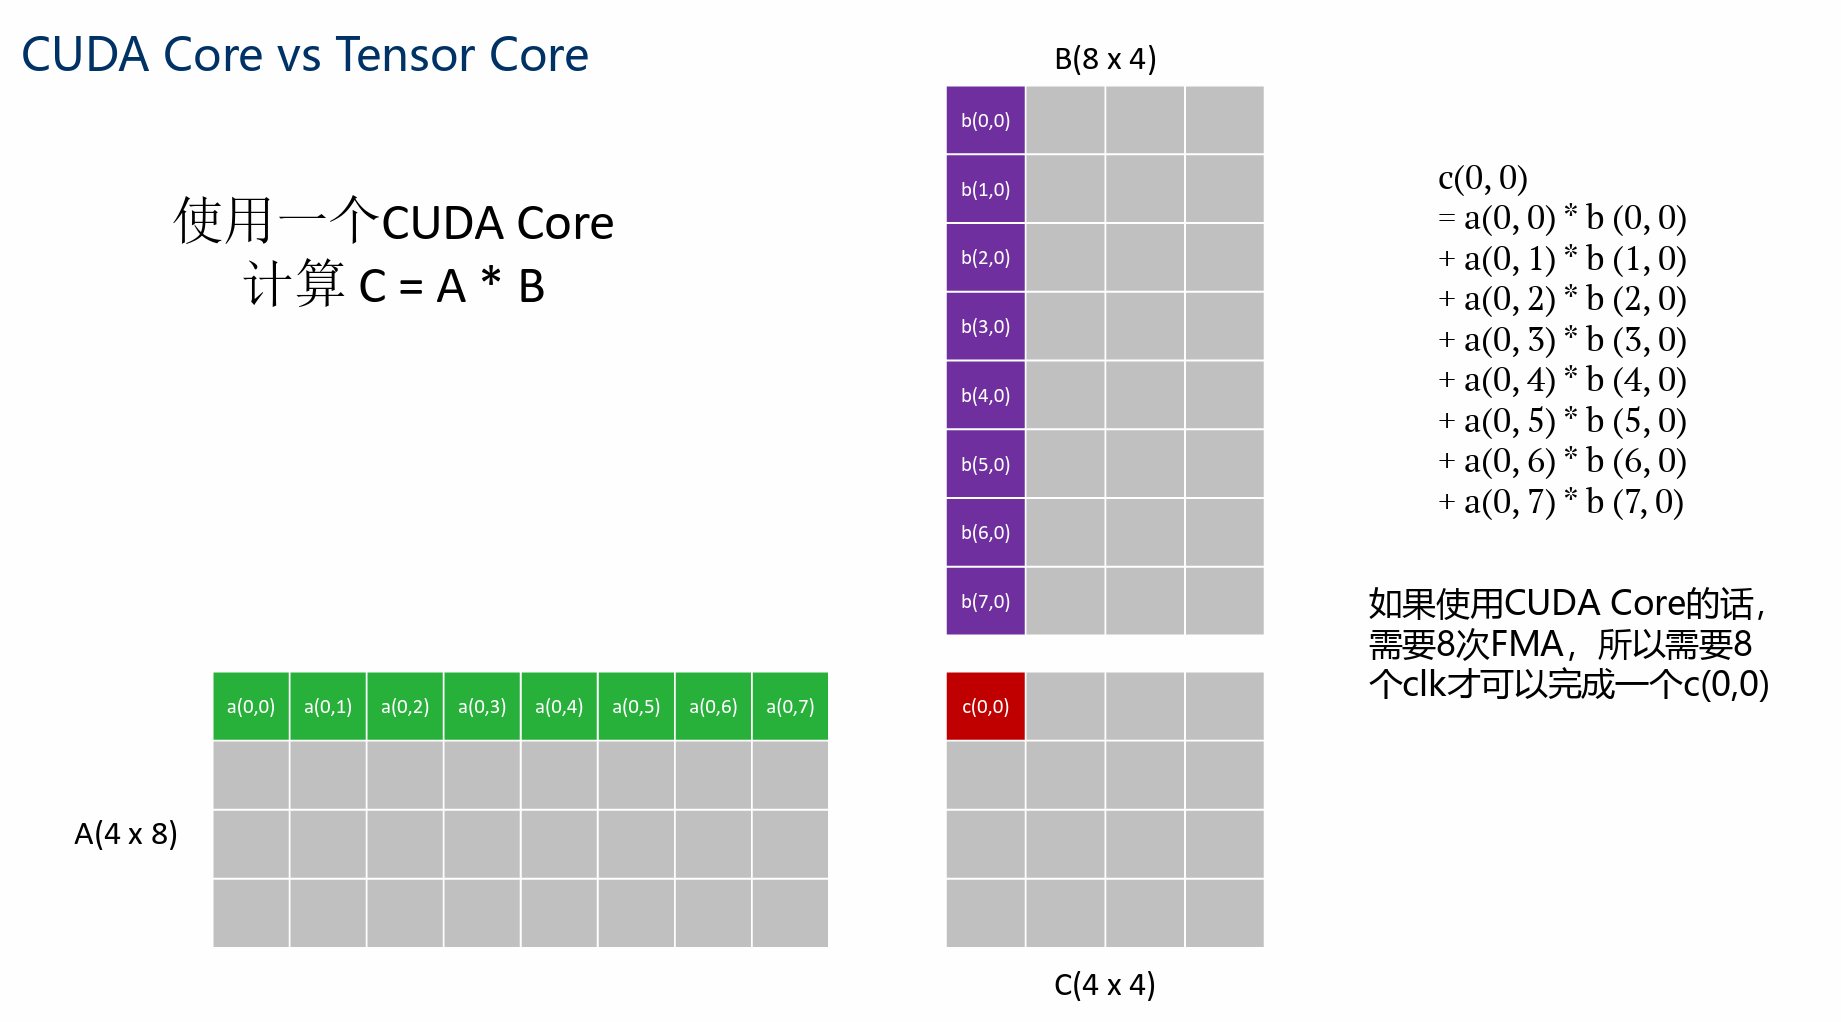 CUDA Core vs Tensor Core
使用一个CUDA Core
计算 C = A * B
B(8 x 4)
b(0,0)
b(1,0)
b(2,0)
b(3,0)
b(4,0)
b(5,0)
b(6,0)
b(7,0)
c(0, 0)
= a(0, 0) * b (0, 0)
+ a(0, 1) * b (1, 0)
+ a(0, 2) * b (2, 0)
+ a(0, 3) * b (3, 0)
+ a(0, 4) * b (4, 0)
+ a(0, 5) * b (5, 0)
+ a(0, 6) * b (6, 0)
+ a(0, 7) * b (7, 0)
如果使用CUDA Core的话，
需要8次FMA，所以需要8
个clk才可以完成一个c(0,0)
a(0,0) a(0,1) a(0,2) a(0,3) a(0,4) a(0,5) a(0,6) a(0,7)
c(0,0)
A(4 x 8)
C(4 x 4)